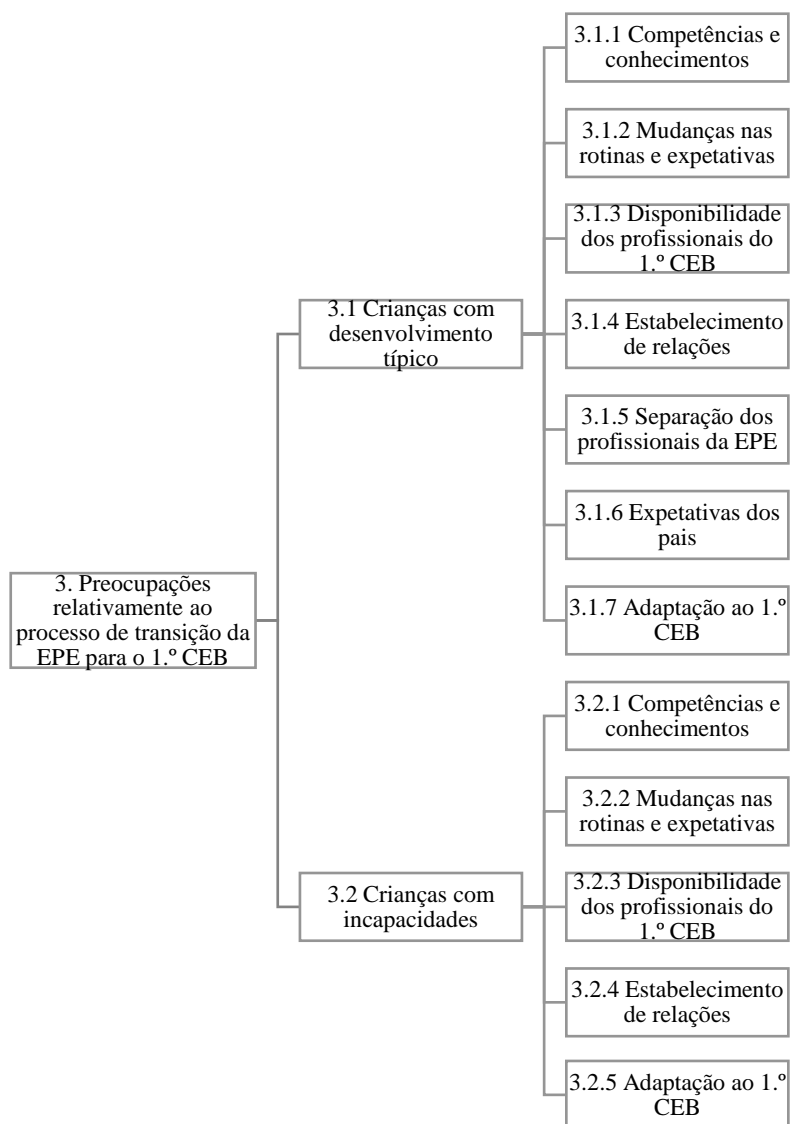 3. Preocupações
relativamente ao
processo de transição da
EPE para o 1.º CEB
3.1 Crianças com
desenvolvimento
típico
3.1.1 Competências e
conhecimentos
3.1.2 Mudanças nas
rotinas e expetativas
3.1.3 Disponibilidade
dos profissionais do
1.º CEB
3.1.4 Estabelecimento
de relações
3.1.5 Separação dos
profissionais da EPE
3.1.6 Expetativas dos
pais
3.1.7 Adaptação ao 1.º
CEB
3.2 Crianças com
incapacidades
3.2.1 Competências e
conhecimentos
3.2.2 Mudanças nas
rotinas e expetativas
3.2.3 Disponibilidade
dos profissionais do
1.º CEB
3.2.4 Estabelecimento
de relações
3.2.5 Adaptação ao 1.º
CEB